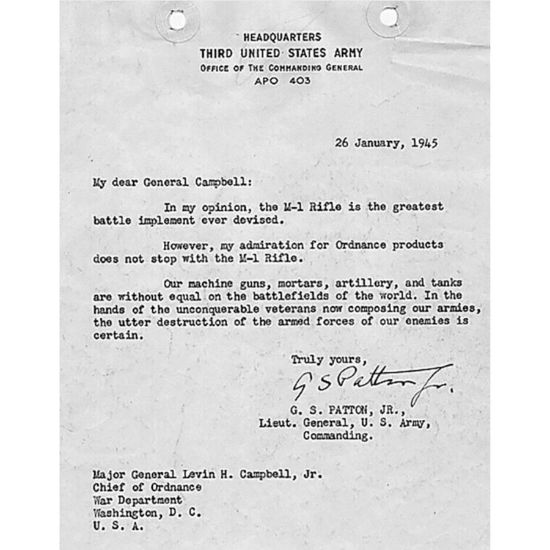 HEADQUARTERS
THIRD UNITED STATES ARMY
OFFICE OF THE COMMANDING GENERAL
APO 403
26 January, 1945
My dear General Campbell:
In my opinion, the M-1 Rifle is the greatest
battle implement ever devised.
However, my admiration for Ordnance products
does not stop with the M-1 Rifle.
Our machine guns, mortars, artillery, and tanks
are without equal on the battlefields of the world. In the
hands of the unconquerable veterans now composing our armies,
the utter destruction of the armed forces of our enemies is
certain.
Truly yours,
G S Patton Jr.
G. S. PATTON, JR.,
Lieut. General, U. S. Army,
Commanding.
Major General Levin H. Campbell, Jr.
Chief of Ordnance
War Department
Washington, D. C.
U. S. A.